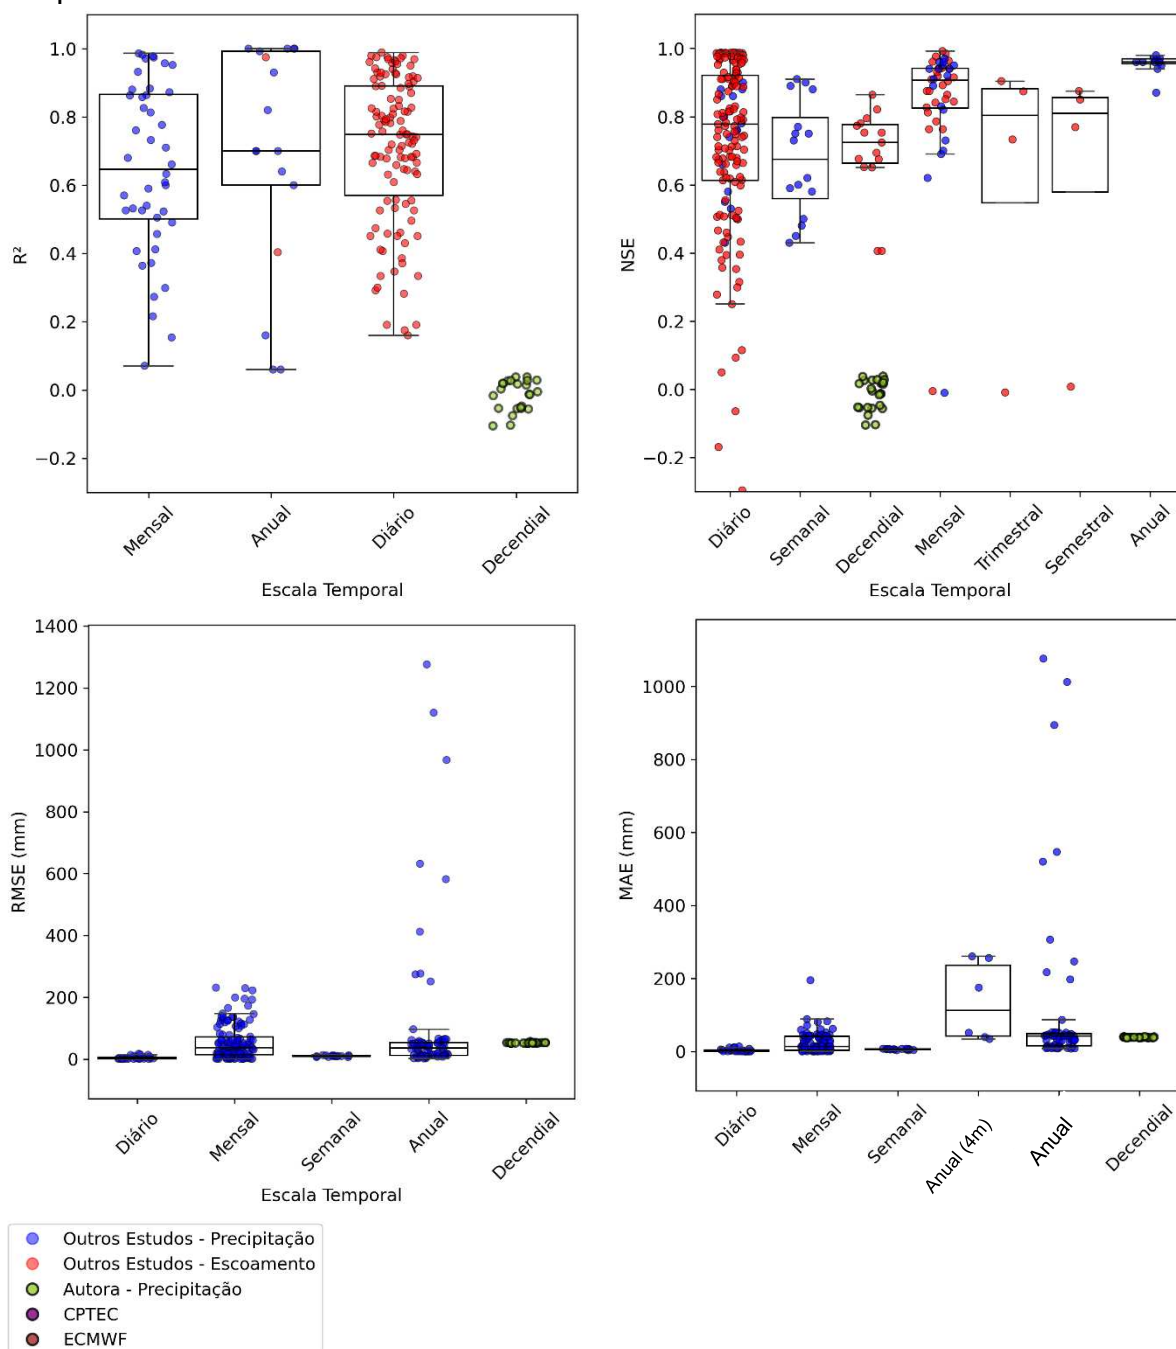 1.0
0.8
0.6
0.4
0.2
0.0
−0.2
R²
Mensal
Anual
Diário
Decendial
Escala Temporal
1.0
0.8
0.6
0.4
0.2
0.0
−0.2
NSE
Diário
Semanal
Decendial
Mensal
Trimestral
Semestral
Anual
Escala Temporal
1400
1200
1000
800
600
400
200
0
RMSE (mm)
Diário
Mensal
Semanal
Anual
Decendial
Escala Temporal
1000
800
600
400
200
0
MAE (mm)
Diário
Mensal
Semanal
Anual (4m)
Anual
Decendial
Outros Estudos - Precipitação
Outros Estudos - Escoamento
Autora - Precipitação
CPTEC
ECMWF